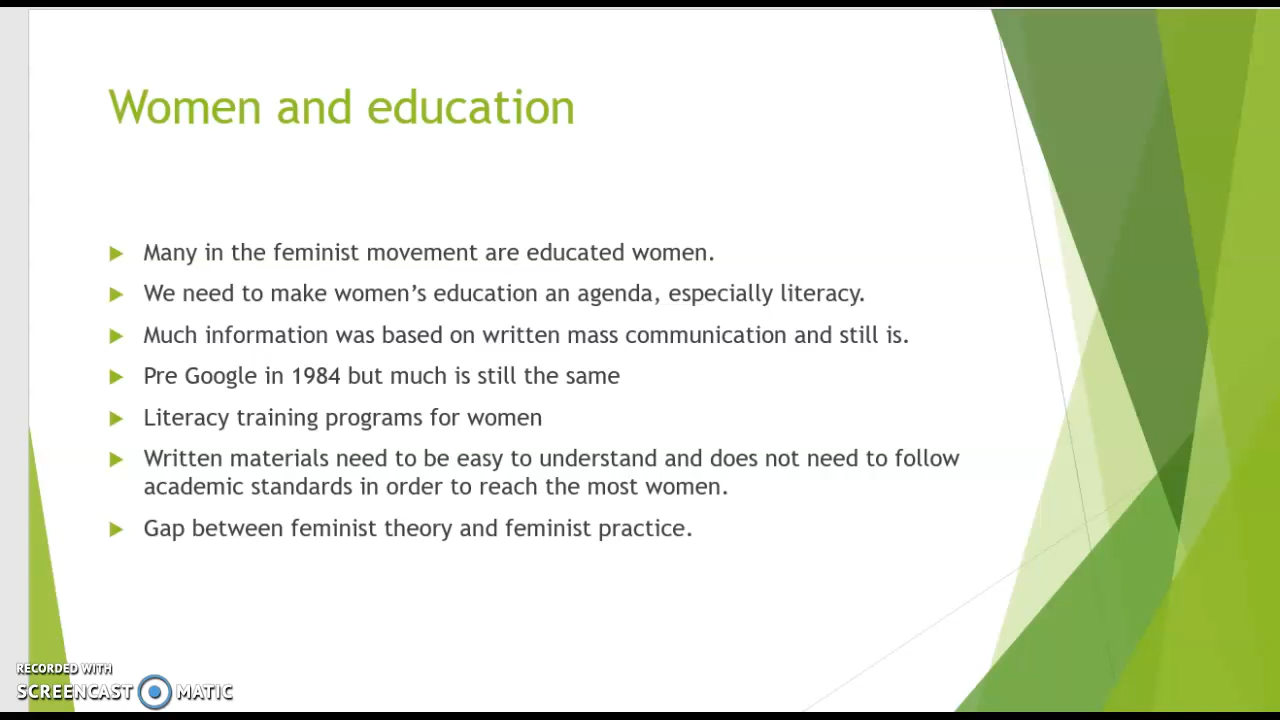 Women and education
Many in the feminist movement are educated women.
We need to make women’s education an agenda, especially literacy.
Much information was based on written mass communication and still is.
Pre Google in 1984 but much is still the same
Literacy training programs for women
Written materials need to be easy to understand and does not need to follow
academic standards in order to reach the most women.
Gap between feminist theory and feminist practice.
RECORDED WITH
SCREENCAST MATIC